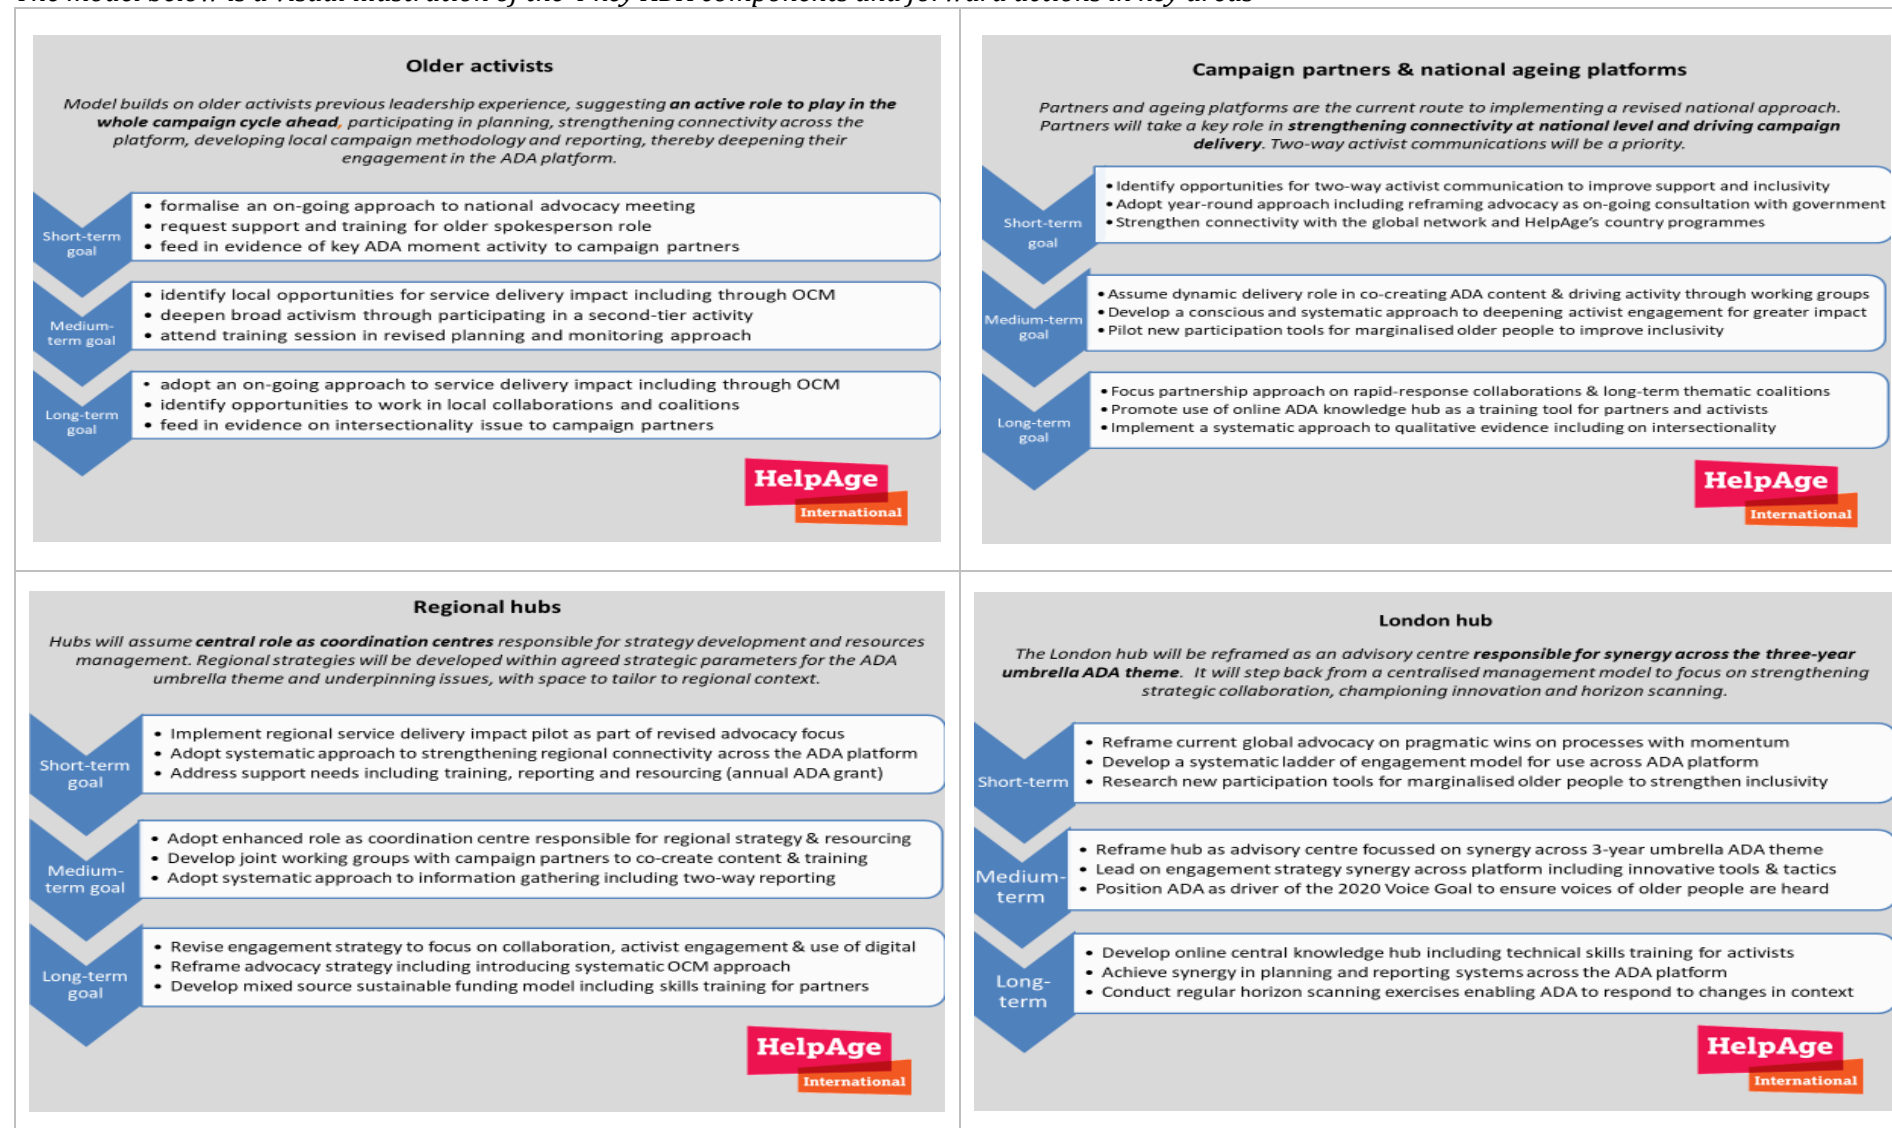 The model below is a visual illustration of the 4 key ADA components and forward actions in key areas
Older activists
Model builds on older activists previous leadership experience, suggesting an active role to play in the
whole campaign cycle ahead, participating in planning, strengthening connectivity across the
platform, developing local campaign methodology and reporting, thereby deepening their
engagement in the ADA platform.
Short-term
goal
• formalise an on-going approach to national advocacy meeting
• request support and training for older spokesperson role
• feed in evidence of key ADA moment activity to campaign partners
Medium-
term goal
• identify local opportunities for service delivery impact including through OCM
• deepen broad activism through participating in a second-tier activity
• attend training session in revised planning and monitoring approach
Long-term
goal
• adopt an on-going approach to service delivery impact including through OCM
• identify opportunities to work in local collaborations and coalitions
• feed in evidence on intersectionality issue to campaign partners
HelpAge
International
Campaign partners & national ageing platforms
Partners and ageing platforms are the current route to implementing a revised national approach.
Partners will take a key role in strengthening connectivity at national level and driving campaign
delivery. Two-way activist communications will be a priority.
Short-term
goal
• Identify opportunities for two-way activist communication to improve support and inclusivity
• Adopt year-round approach including reframing advocacy as on-going consultation with government
• Strengthen connectivity with the global network and HelpAge's country programmes
Medium-term
goal
• Assume dynamic delivery role in co-creating ADA content & driving activity through working groups
• Develop a conscious and systematic approach to deepening activist engagement for greater impact
• Pilot new participation tools for marginalised older people to improve inclusivity
Long-term
goal
• Focus partnership approach on rapid-response collaborations & long-term thematic coalitions
• Promote use of online ADA knowledge hub as a training tool for partners and activists
• Implement a systematic approach to qualitative evidence including on intersectionality
HelpAge
International
Regional hubs
Hubs will assume central role as coordination centres responsible for strategy development and resources
management. Regional strategies will be developed within agreed strategic parameters for the ADA
umbrella theme and underpinning issues, with space to tailor to regional context.
Short-term
goal
• Implement regional service delivery impact pilot as part of revised advocacy focus
• Adopt systematic approach to strengthening regional connectivity across the ADA platform
• Address support needs including training, reporting and resourcing (annual ADA grant)
Medium-
term goal
• Adopt enhanced role as coordination centre responsible for regional strategy & resourcing
• Develop joint working groups with campaign partners to co-create content & training
• Adopt systematic approach to information gathering including two-way reporting
Long-term
goal
• Revise engagement strategy to focus on collaboration, activist engagement & use of digital
• Reframe advocacy strategy including introducing systematic OCM approach
• Develop mixed source sustainable funding model including skills training for partners
HelpAge
International
London hub
The London hub will be reframed as an advisory centre responsible for synergy across the three-year
umbrella ADA theme. It will step back from a centralised management model to focus on strengthening
strategic collaboration, championing innovation and horizon scanning.
Short-term
• Reframe current global advocacy on pragmatic wins on processes with momentum
• Develop a systematic ladder of engagement model for use across ADA platform
• Research new participation tools for marginalised older people to strengthen inclusivity
Medium-
term
• Reframe hub as advisory centre focussed on synergy across 3-year umbrella ADA theme
• Lead on engagement strategy synergy across platform including innovative tools & tactics
• Position ADA as driver of the 2020 Voice Goal to ensure voices of older people are heard
Long-
term
• Develop online central knowledge hub including technical skills training for activists
• Achieve synergy in planning and reporting systems across the ADA platform
• Conduct regular horizon scanning exercises enabling ADA to respond to changes in context
HelpAge
International